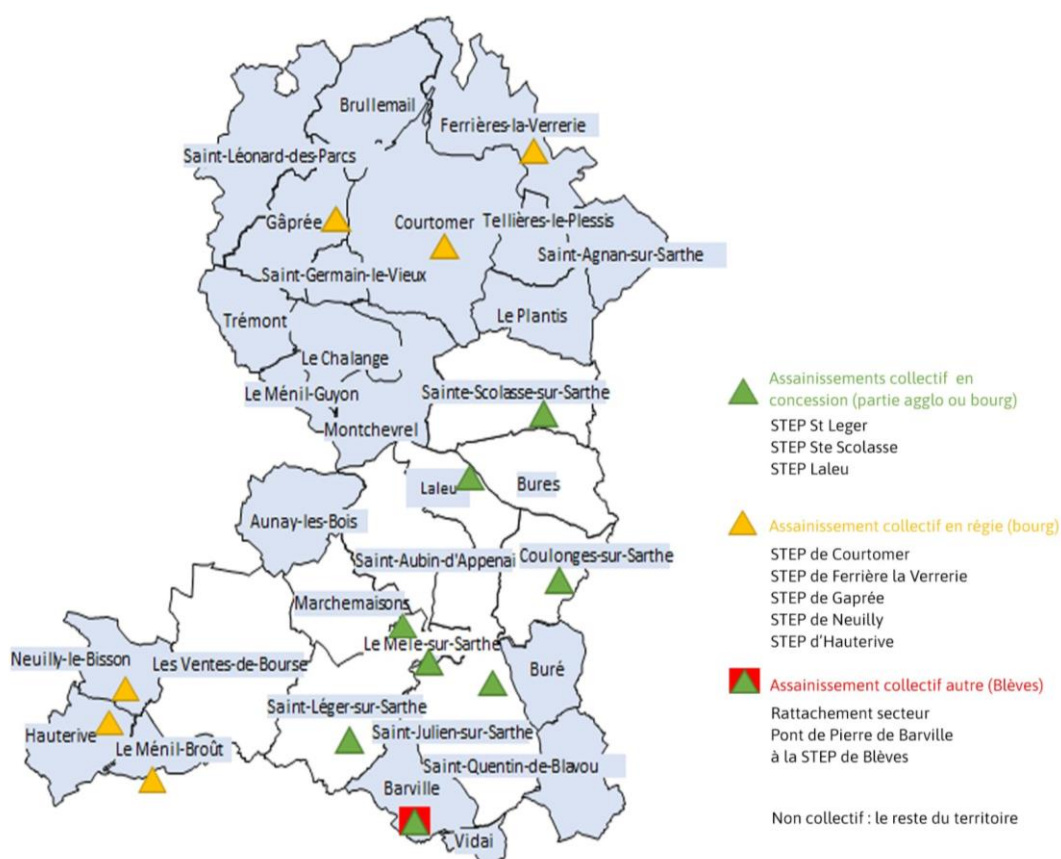 Brullemail
Ferrières-la-Verrerie
Saint-Léonard-des-Parcs
Gâprée
Courtomer
Tellières-le-Plessis
Saint-Agnan-sur-Sarthe
Saint-Germain-le-Vieux
Trémont
Le Plantis
Le Chalange
Le Ménil-Guyon
Sainte-Scolasse-sur-Sarthe
Montchevrel
Laleu
Bures
Aunay-les-Bois
Saint-Aubin-d'Appenai
Coulonges-sur-Sarthe
Marchemaisons
Le Mele-sur-Sarthe
Neuilly-le-Bisson
Les Ventes-de-Bourse
Buré
Saint-Léger-sur-Sarthe
Hauterive
Saint-Julien-sur-Sarthe
Le Ménil-Broût
Saint-Quentin-de-Blavou
Barville
Vidai
Assainissements collectif en
concession (partie agglo ou bourg)
STEP St Leger
STEP Ste Scolasse
STEP Laleu
Assainissement collectif en régie (bourg)
STEP de Courtomer
STEP de Ferrière la Verrerie
STEP de Gaprée
STEP de Neuilly
STEP d'Hauterive
Assainissement collectif autre (Blèves)
Rattachement secteur
Pont de Pierre de Barville
à la STEP de Blèves
Non collectif : le reste du territoire